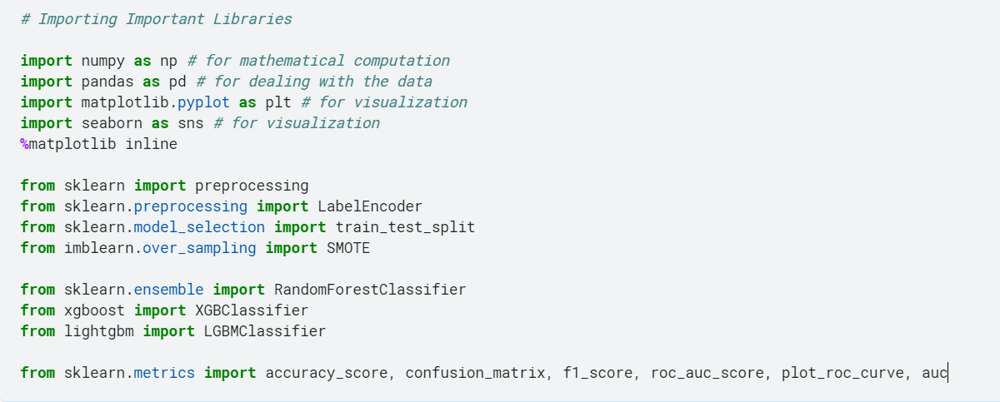 # Importing Important Libraries
import numpy as np # for mathematical computation
import pandas as pd # for dealing with the data
import matplotlib.pyplot as plt # for visualization
import seaborn as sns # for visualization
%matplotlib inline
from sklearn import preprocessing
from sklearn.preprocessing import LabelEncoder
from sklearn.model_selection import train_test_split
from imblearn.over_sampling import SMOTE
from sklearn.ensemble import RandomForestClassifier
from xgboost import XGBClassifier
from lightgbm import LGBMClassifier
from sklearn.metrics import accuracy_score, confusion_matrix, f1_score, roc_auc_score, plot_roc_curve, auc